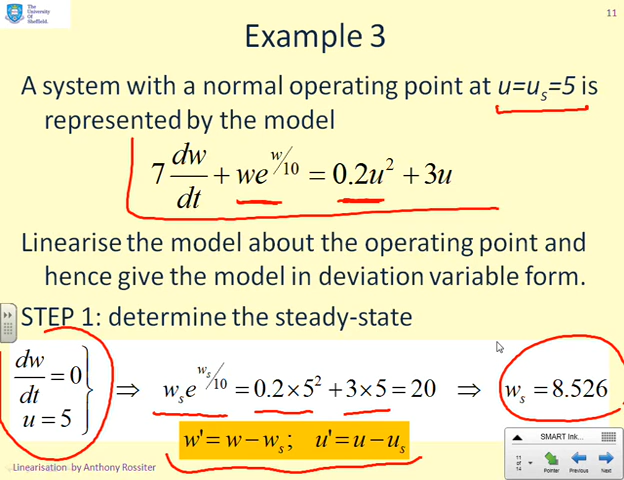 The
University
Of
Sheffield.
11
Example 3
A system with a normal operating point at u=uₛ=5 is
represented by the model
7 dw/dt + we^(w/10) = 0.2u² + 3u
Linearise the model about the operating point and
hence give the model in deviation variable form.
STEP 1: determine the steady-state
dw/dt = 0
u = 5 } ⇒ wₛe^(wₛ/10) = 0.2 × 5² + 3 × 5 = 20 ⇒ wₛ = 8.526
w' = w − wₛ; u' = u − uₛ
SMART Ink...
11
of
14
Pointer Previous Next
Linearisation by Anthony Rossiter